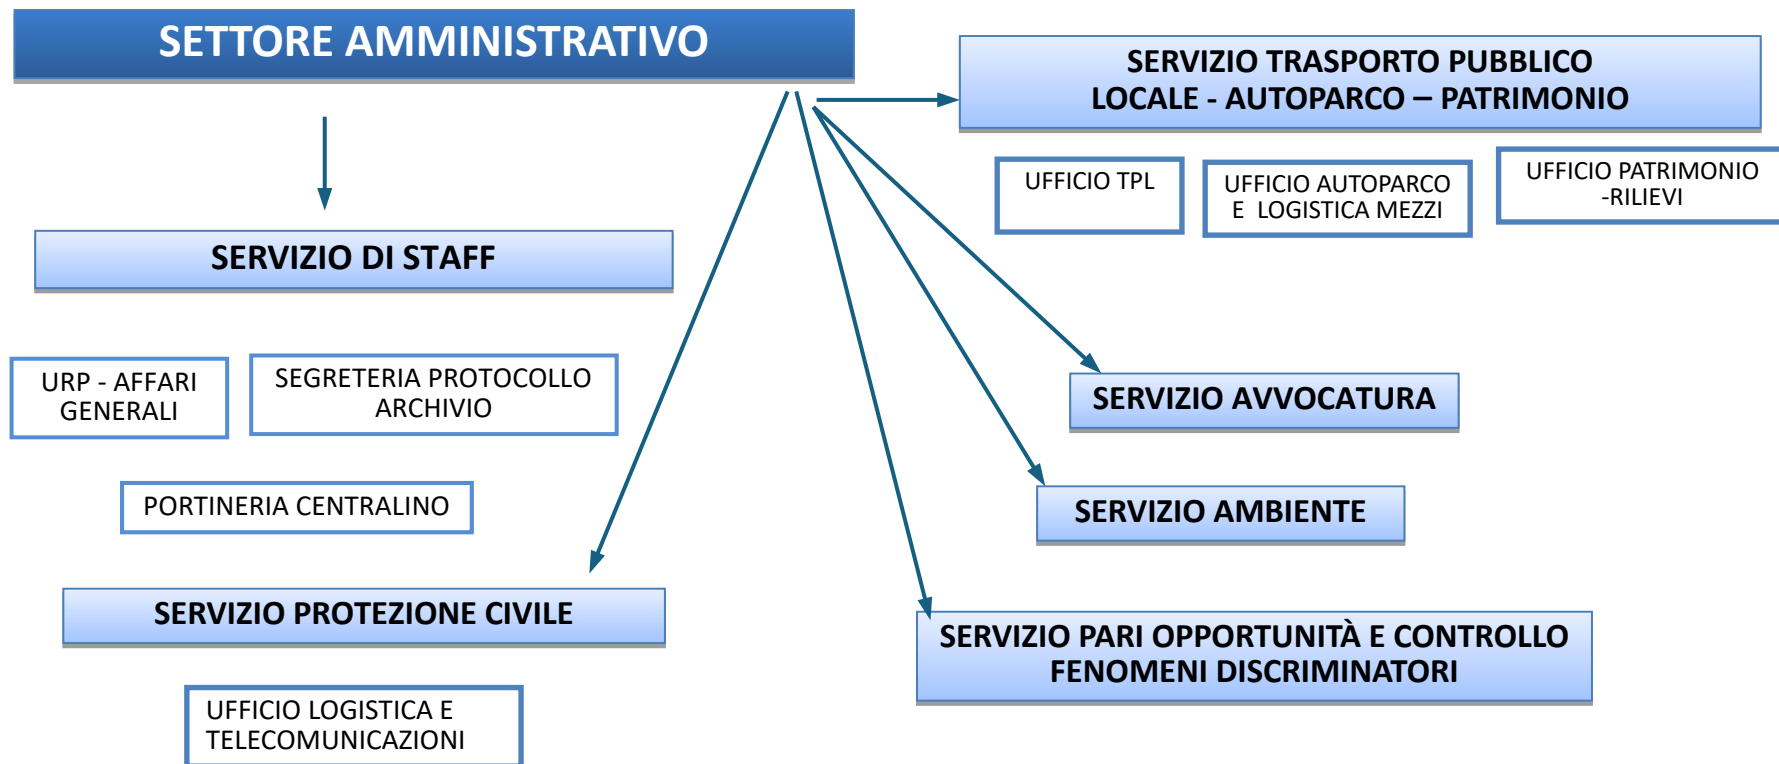 SETTORE AMMINISTRATIVO
SERVIZIO TRASPORTO PUBBLICO
LOCALE - AUTOPARCO – PATRIMONIO
UFFICIO TPL
UFFICIO AUTOPARCO
E LOGISTICA MEZZI
UFFICIO PATRIMONIO
-RILIEVI
SERVIZIO DI STAFF
URP - AFFARI
GENERALI
SEGRETERIA PROTOCOLLO
ARCHIVIO
PORTINERIA CENTRALINO
SERVIZIO AVVOCATURA
SERVIZIO AMBIENTE
SERVIZIO PROTEZIONE CIVILE
UFFICIO LOGISTICA E
TELECOMUNICAZIONI
SERVIZIO PARI OPPORTUNITÀ E CONTROLLO
FENOMENI DISCRIMINATORI